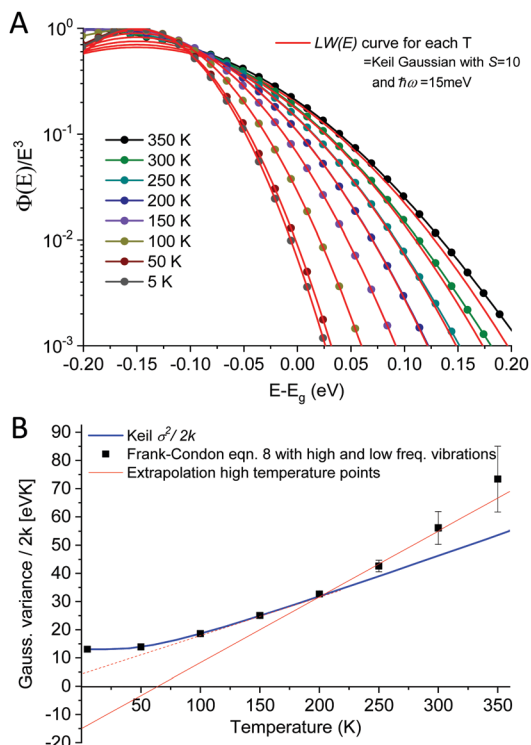 A
LW(E) curve for each T
=Keil Gaussian with S=10
and ℏω =15meV
Φ(E)/E³
10⁰
10⁻¹
10⁻²
10⁻³
350 K
300 K
250 K
200 K
150 K
100 K
50 K
5 K
-0.20 -0.15 -0.10 -0.05 0.00 0.05 0.10 0.15 0.20
E-Eg (eV)
B
Keil σ²/ 2k
Frank-Condon eqn. 8 with high and low freq. vibrations
Extrapolation high temperature points
Gauss. variance / 2k [eVK]
90
80
70
60
50
40
30
20
10
0
-10
-20
50 100 150 200 250 300 350
Temperature (K)